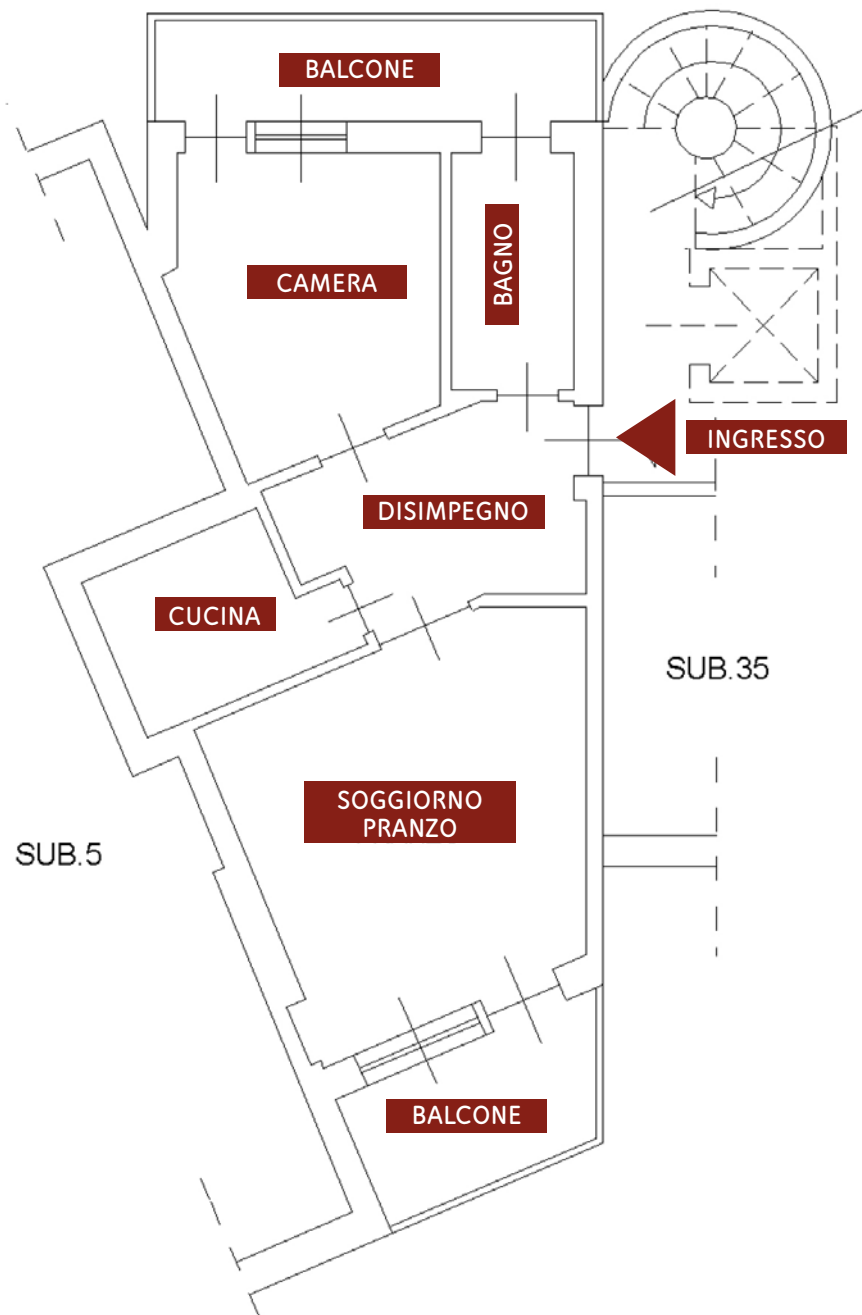 BALCONE
CAMERA
BAGNO
INGRESSO
DISIMPEGNO
CUCINA
SUB.35
SOGGIORNO
PRANZO
SUB.5
BALCONE